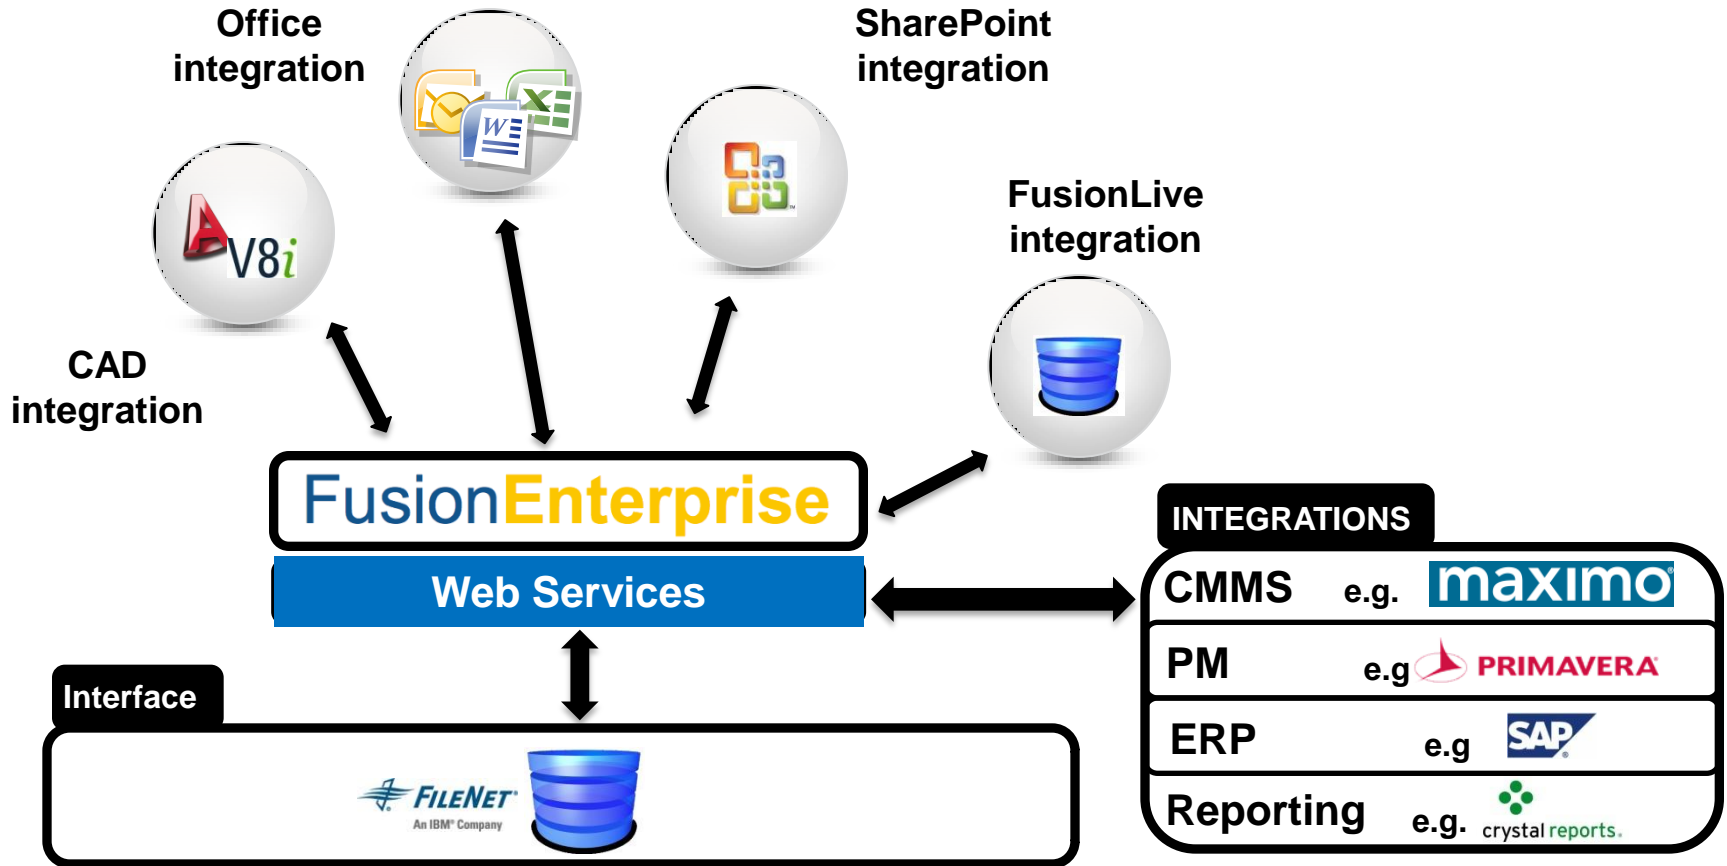 Office
integration
SharePoint
integration
W
X
FusionLive
integration
A
V8i
CAD
integration
FusionEnterprise
Web Services
INTEGRATIONS
CMMS e.g. maximo®
PM e.g PRIMAVERA
ERP e.g SAP
Reporting e.g. crystal reports.
Interface
FILENET
An IBM® Company